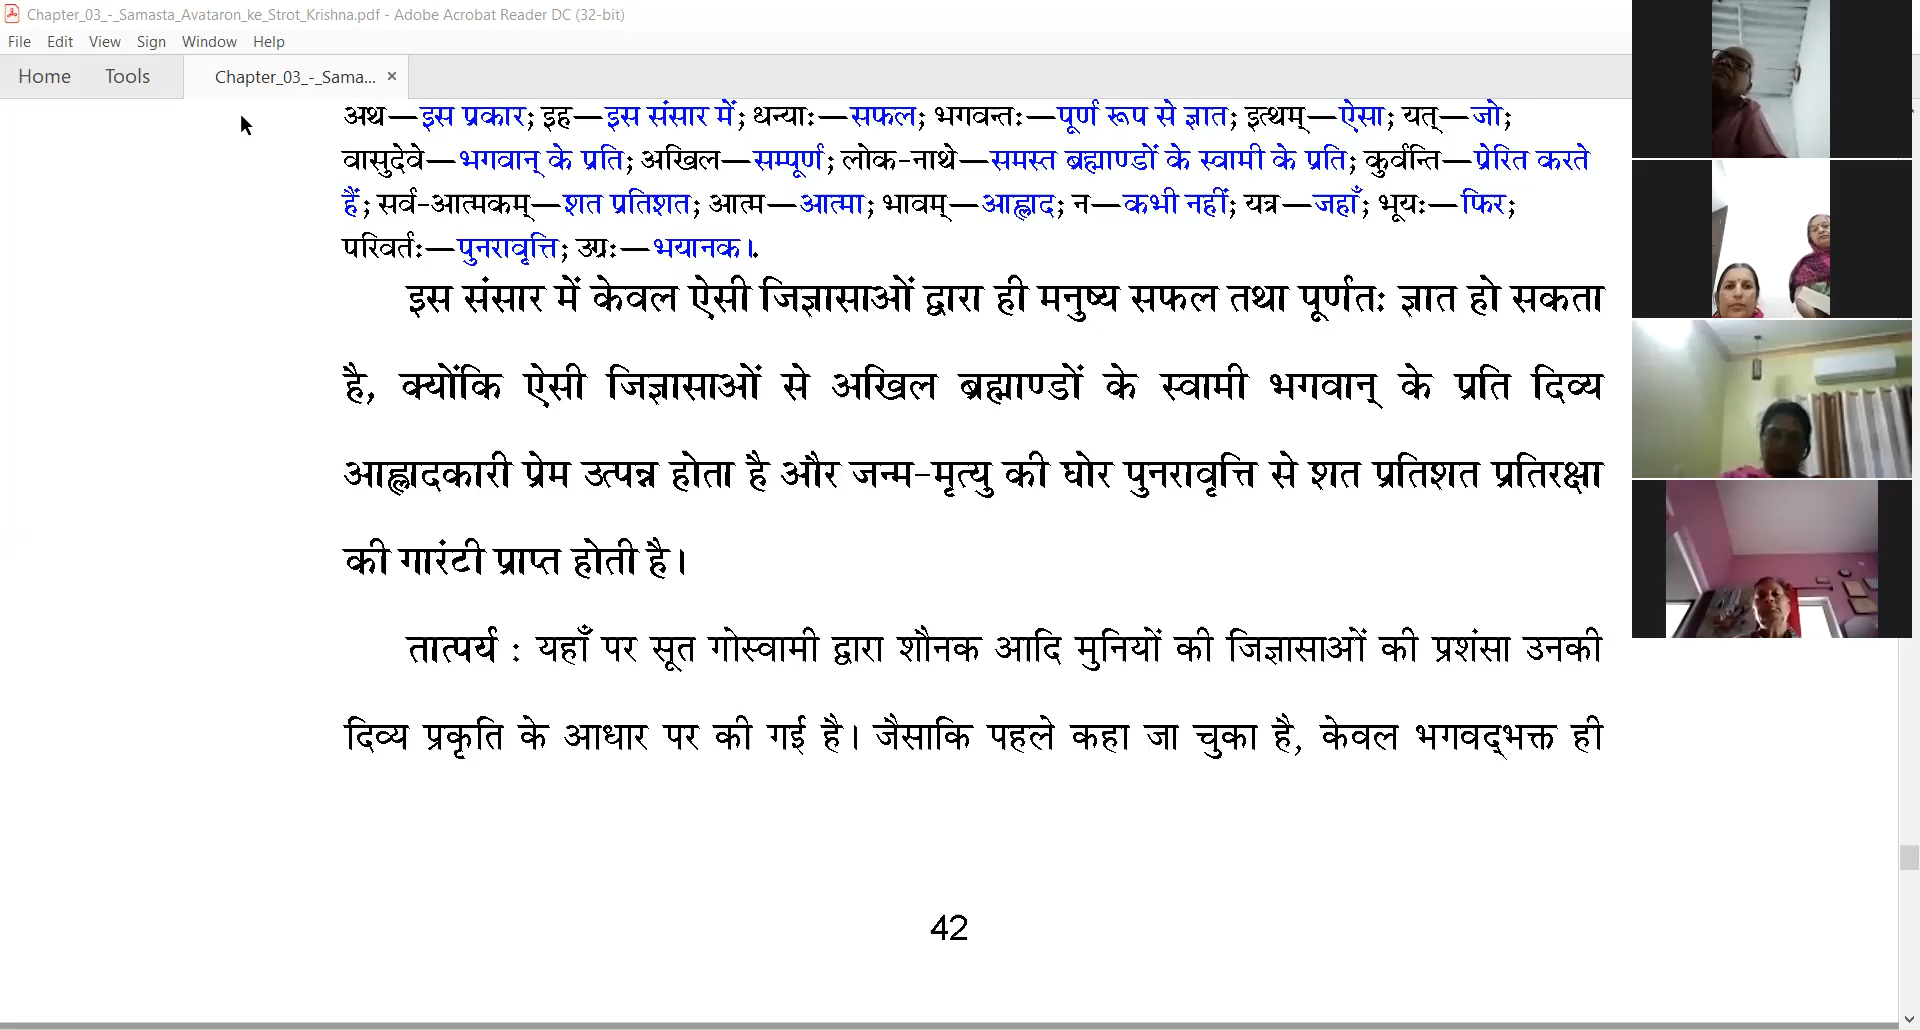 Chapter_03_-_Samasta_Avataron_ke_Strot_Krishna.pdf - Adobe Acrobat Reader DC (32-bit)
File Edit View Sign Window Help
Home Tools Chapter_03_-_Sama... ×
अथ—इस प्रकार; इह—इस संसार में; धन्याः—सफल; भगवन्तः—पूर्ण रूप से ज्ञात; इत्थम्—ऐसा; यत्—जो;
वासुदेवे—भगवान् के प्रति; अखिल—सम्पूर्ण; लोक-नाथे—समस्त ब्रह्माण्डों के स्वामी के प्रति; कुर्वन्ति—प्रेरित करते
हैं; सर्व-आत्मकम्—शत प्रतिशत; आत्म—आत्मा; भावम्—आह्लाद; न—कभी नहीं; यत्र—जहाँ; भूयः—फिर;
परिवर्तः—पुनरावृत्ति; उग्रः—भयानक।.
इस संसार में केवल ऐसी जिज्ञासाओं द्वारा ही मनुष्य सफल तथा पूर्णतः ज्ञात हो सकता
है, क्योंकि ऐसी जिज्ञासाओं से अखिल ब्रह्माण्डों के स्वामी भगवान् के प्रति दिव्य
आह्लादकारी प्रेम उत्पन्न होता है और जन्म-मृत्यु की घोर पुनरावृत्ति से शत प्रतिशत प्रतिरक्षा
की गारंटी प्राप्त होती है।
तात्पर्य : यहाँ पर सूत गोस्वामी द्वारा शौनक आदि मुनियों की जिज्ञासाओं की प्रशंसा उनकी
दिव्य प्रकृति के आधार पर की गई है। जैसाकि पहले कहा जा चुका है, केवल भगवद्भक्त ही
42